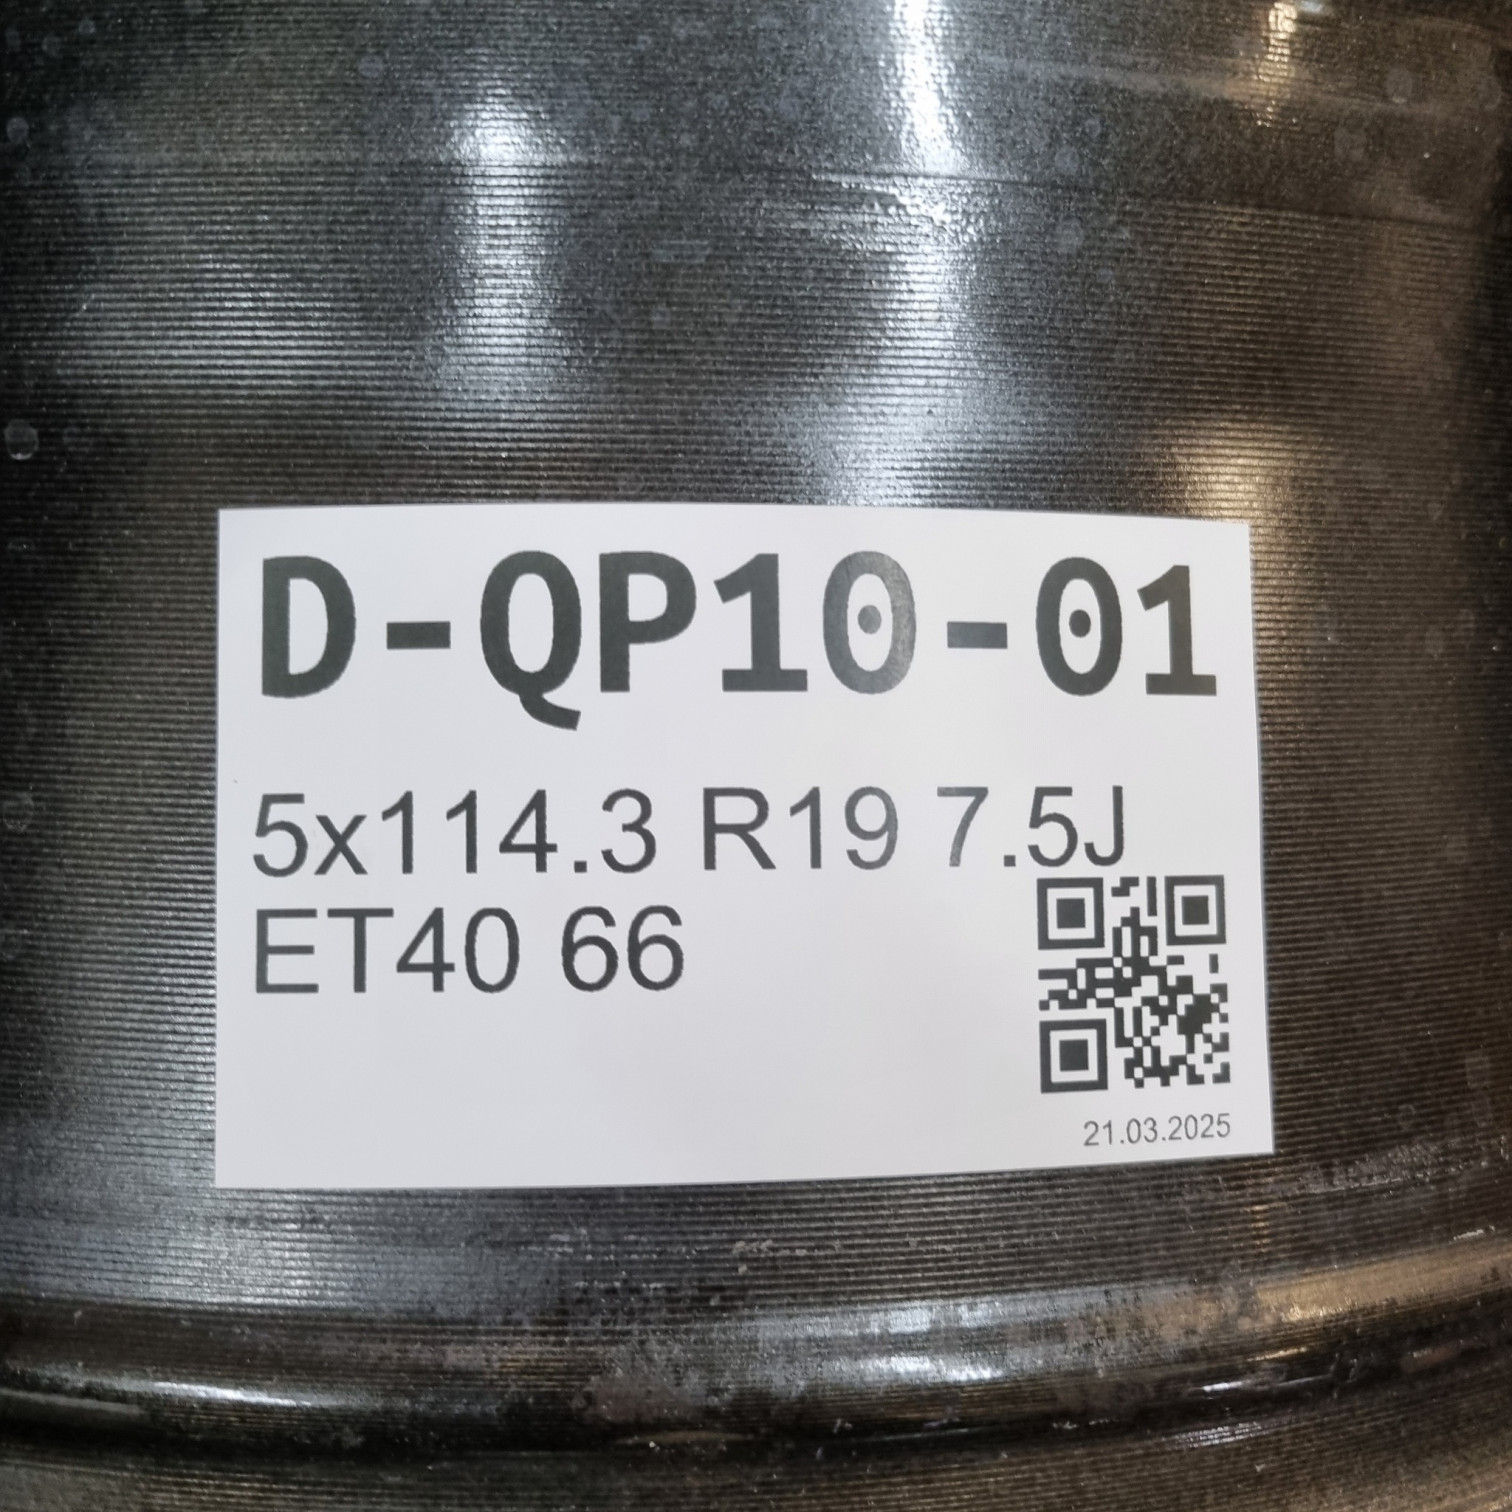 D-QP10-01
5x114.3 R19 7.5J
ET40 66
21.03.2025